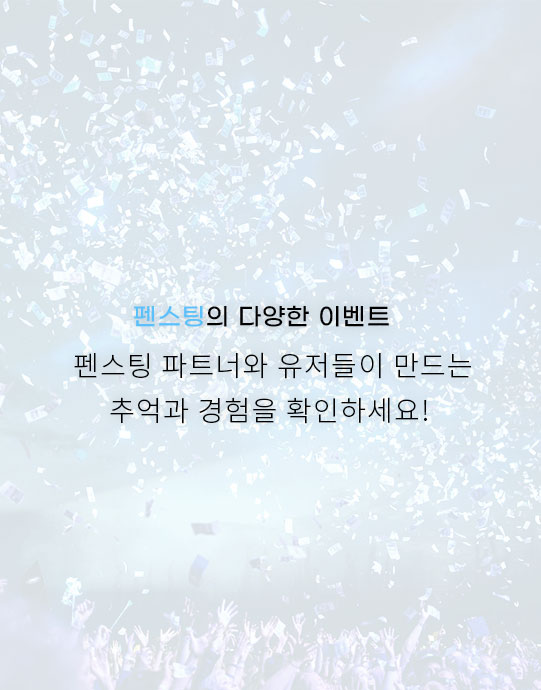 펜스팅의 다양한 이벤트
펜스팅 파트너와 유저들이 만드는
추억과 경험을 확인하세요!